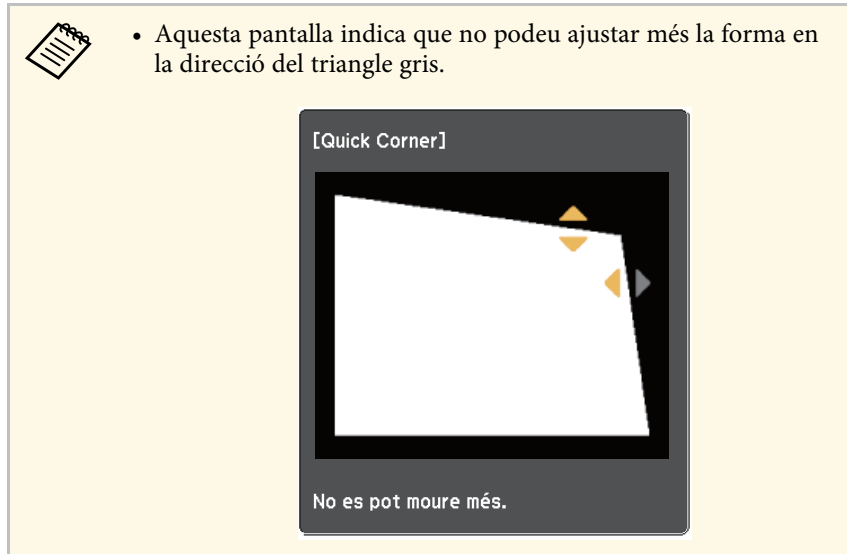 • Aquesta pantalla indica que no podeu ajustar més la forma en
la direcció del triangle gris.
[Quick Corner]
No es pot moure més.